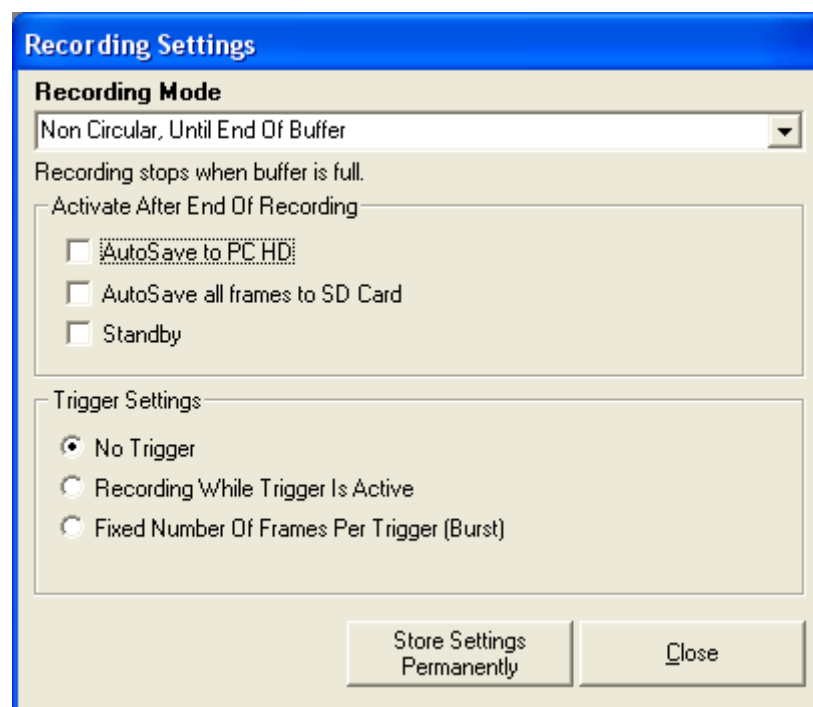 Recording Settings
Recording Mode
Non Circular, Until End Of Buffer
Recording stops when buffer is full.
Activate After End Of Recording
AutoSave to PC HD
AutoSave all frames to SD Card
Standby
Trigger Settings
No Trigger
Recording While Trigger Is Active
Fixed Number Of Frames Per Trigger (Burst)
Store Settings
Permanently
Close